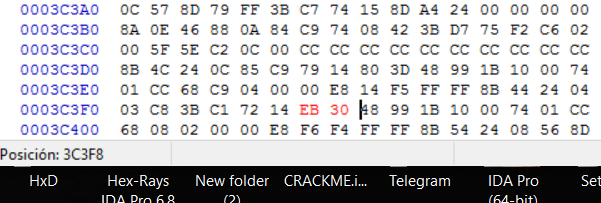 0003C3A0 0C 57 8D 79 FF 3B C7 74 15 8D A4 24 00 00 00 00
0003C3B0 8A 0E 46 88 0A 84 C9 74 08 42 3B D7 75 F2 C6 02
0003C3C0 00 5F 5E C2 0C 00 CC CC CC CC CC CC CC CC CC CC
0003C3D0 8B 4C 24 0C 85 C9 79 14 80 3D 48 99 1B 10 00 74
0003C3E0 01 CC 68 C9 04 00 00 E8 14 F5 FF FF 8B 44 24 04
0003C3F0 03 C8 3B C1 72 14 EB 30 48 99 1B 10 00 74 01 CC
0003C400 68 08 02 00 00 E8 F6 F4 FF FF 8B 54 24 08 56 8D
Posición: 3C3F8
HxD Hex-Rays New folder CRACKME.i... Telegram IDA Pro Set
IDA Pro 6.8 (2) (64-bit)